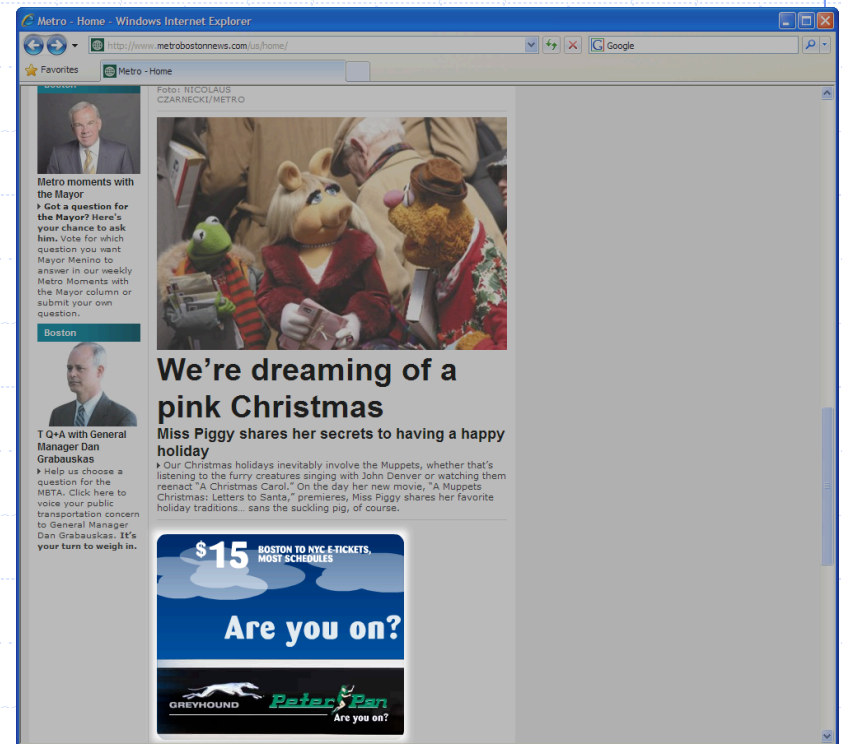 Metro - Home - Windows Internet Explorer
http://www.metrobostonnews.com/us/home/
Google
Favorites
Metro - Home
Boston
Metro moments with
the Mayor
Got a question for
the Mayor? Here's
your chance to ask
him. Vote for which
question you want
Mayor Menino to
answer in our weekly
Metro Moments with
the Mayor column or
submit your own
question.
Boston
T Q+A with General
Manager Dan
Grabauskas
Help us choose a
question for the
MBTA. Click here to
voice your public
transportation concern
to General Manager
Dan Grabauskas. It's
your turn to weigh in.
Foto: NICOLAUS
CZARNECKI/METRO
We're dreaming of a
pink Christmas
Miss Piggy shares her secrets to having a happy
holiday
Our Christmas holidays inevitably involve the Muppets, whether that's
listening to the furry creatures singing with John Denver or watching them
reenact "A Christmas Carol." On the day her new movie, "A Muppets
Christmas: Letters to Santa," premieres, Miss Piggy shares her favorite
holiday traditions... sans the suckling pig, of course.
$15 BOSTON TO NYC E-TICKETS,
MOST SCHEDULES
Are you on?
GREYHOUND Peter Pan
Are you on?